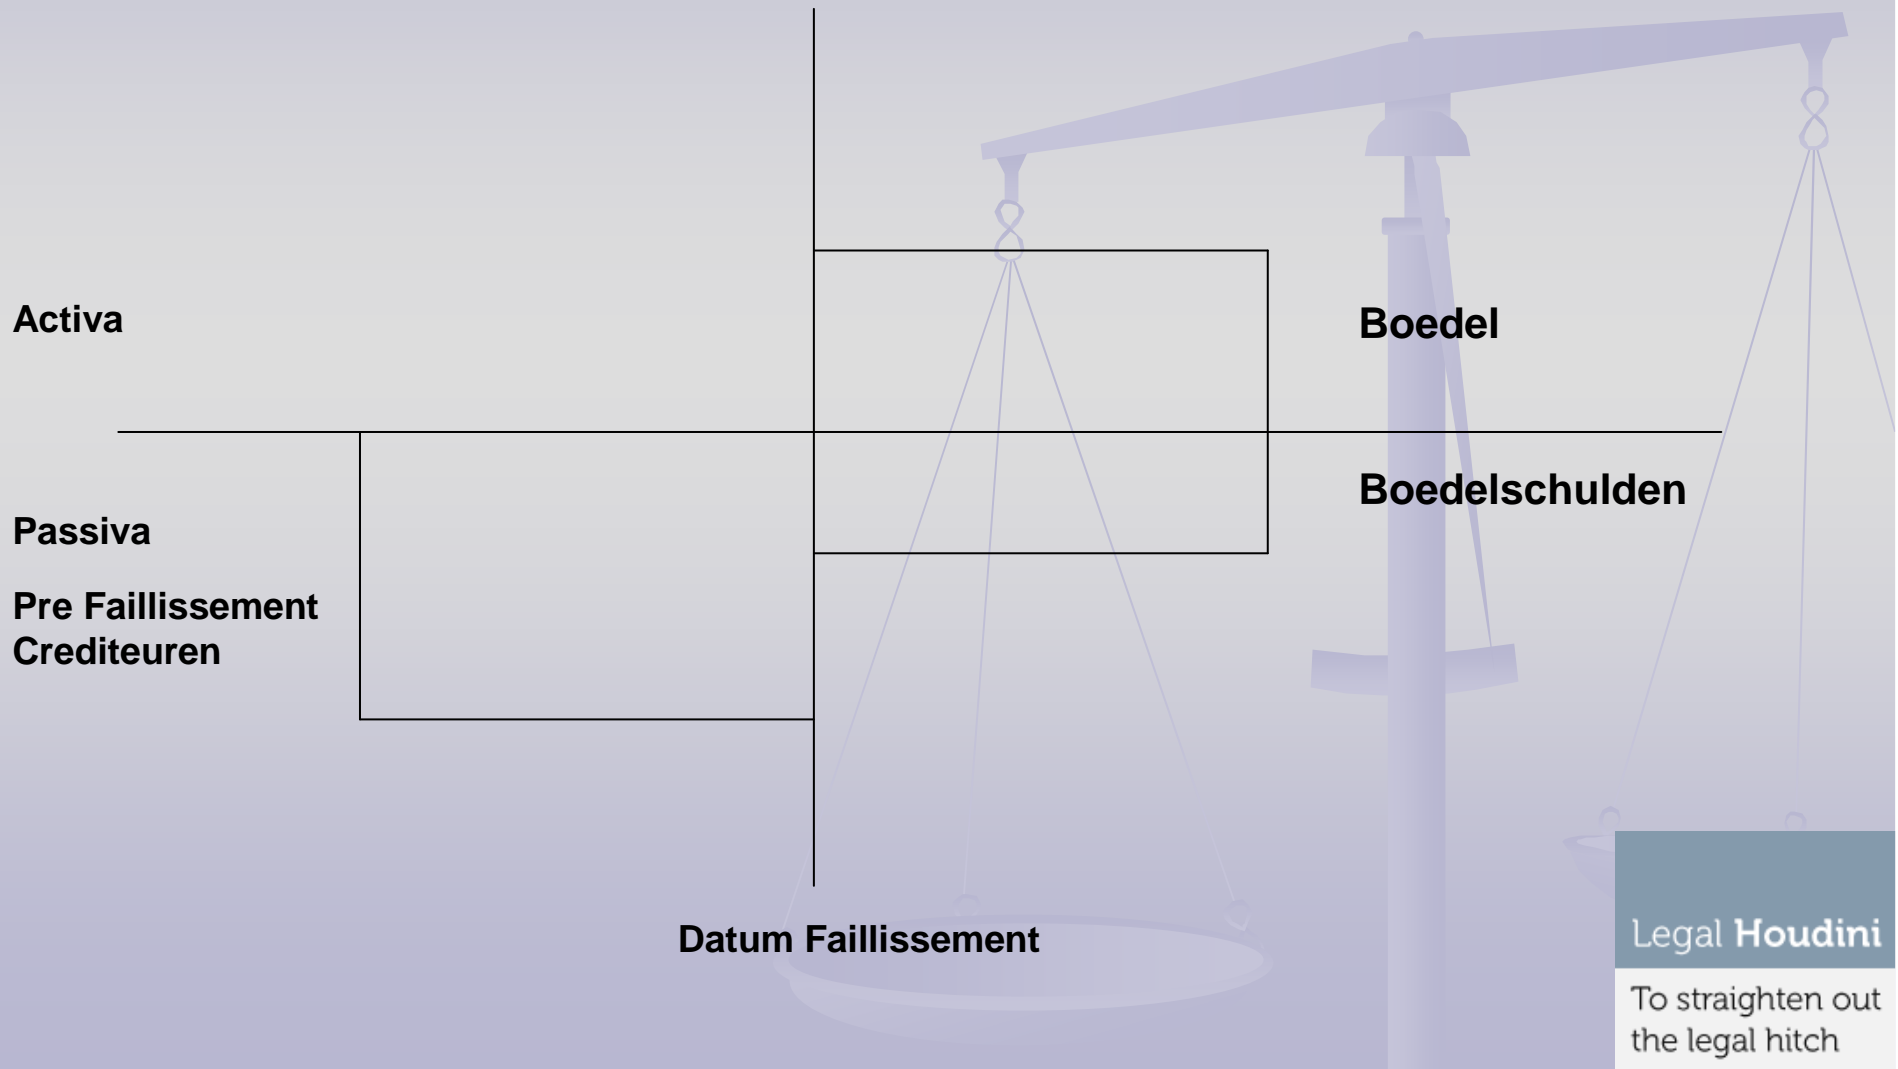 Activa
Boedel
Boedelschulden
Passiva
Pre Faillissement
Crediteuren
Datum Faillissement
Legal Houdini
To straighten out
the legal hitch